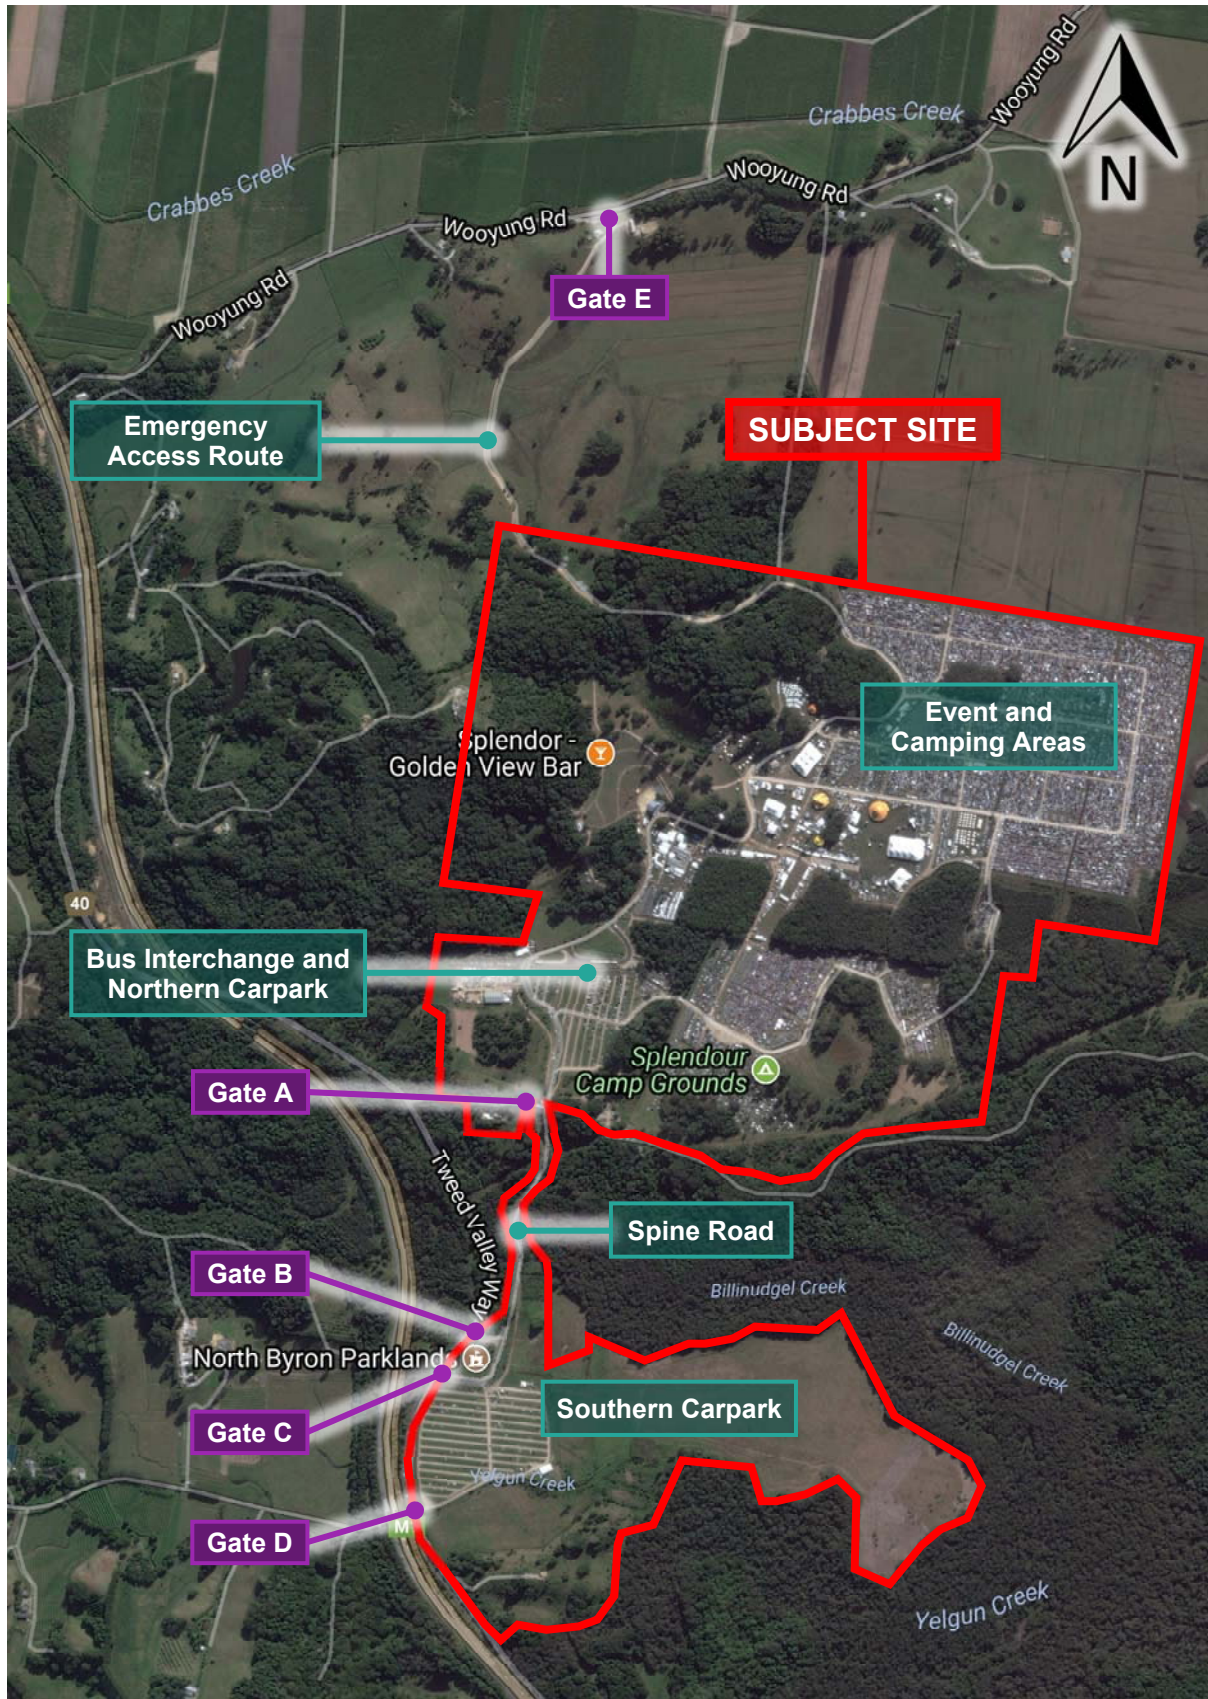 Wooyung Rd
Crabbes Creek
N
Crabbes Creek
Wooyung Rd
Wooyung Rd
Gate E
Wooyung Rd
Emergency
Access Route
SUBJECT SITE
Event and
Camping Areas
Splendor -
Golden View Bar
40
Bus Interchange and
Northern Carpark
Splendour
Camp Grounds
Gate A
Tweed Valley Way
Spine Road
Gate B
Billinudgel Creek
Billinudgel Creek
North Byron Parklands
Gate C
Southern Carpark
Yelgun Creek
Gate D
M
Yelgun Creek